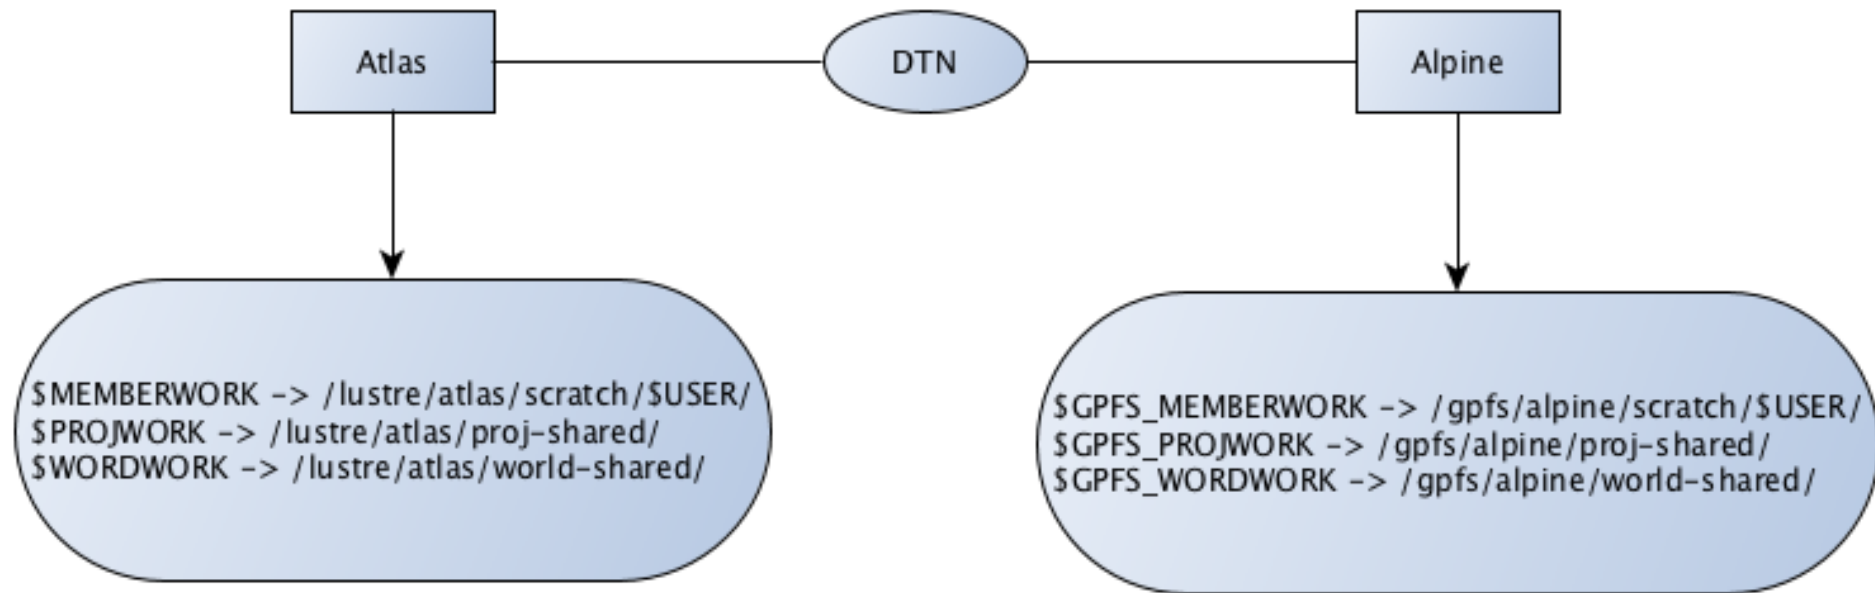 Atlas
DTN
Alpine
$MEMBERWORK -> /lustre/atlas/scratch/$USER/
$PROJWORK -> /lustre/atlas/proj-shared/
$WORDWORK -> /lustre/atlas/world-shared/
$GPFS_MEMBERWORK -> /gpfs/alpine/scratch/$USER/
$GPFS_PROJWORK -> /gpfs/alpine/proj-shared/
$GPFS_WORDWORK -> /gpfs/alpine/world-shared/